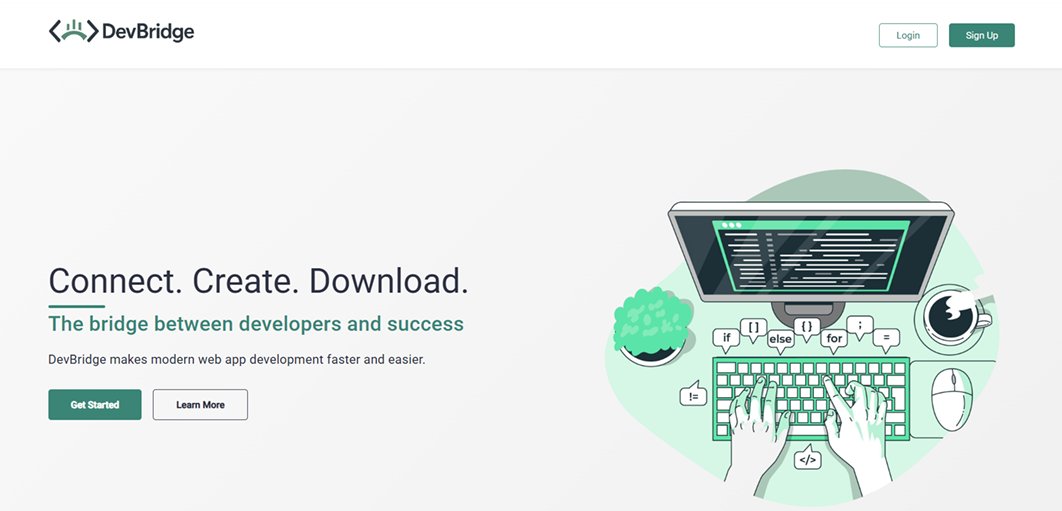 DevBridge
Login
Sign Up
Connect. Create. Download.
The bridge between developers and success
DevBridge makes modern web app development faster and easier.
Get Started
Learn More
if
[ ]
else
{ }
for
;
=
!=
</>